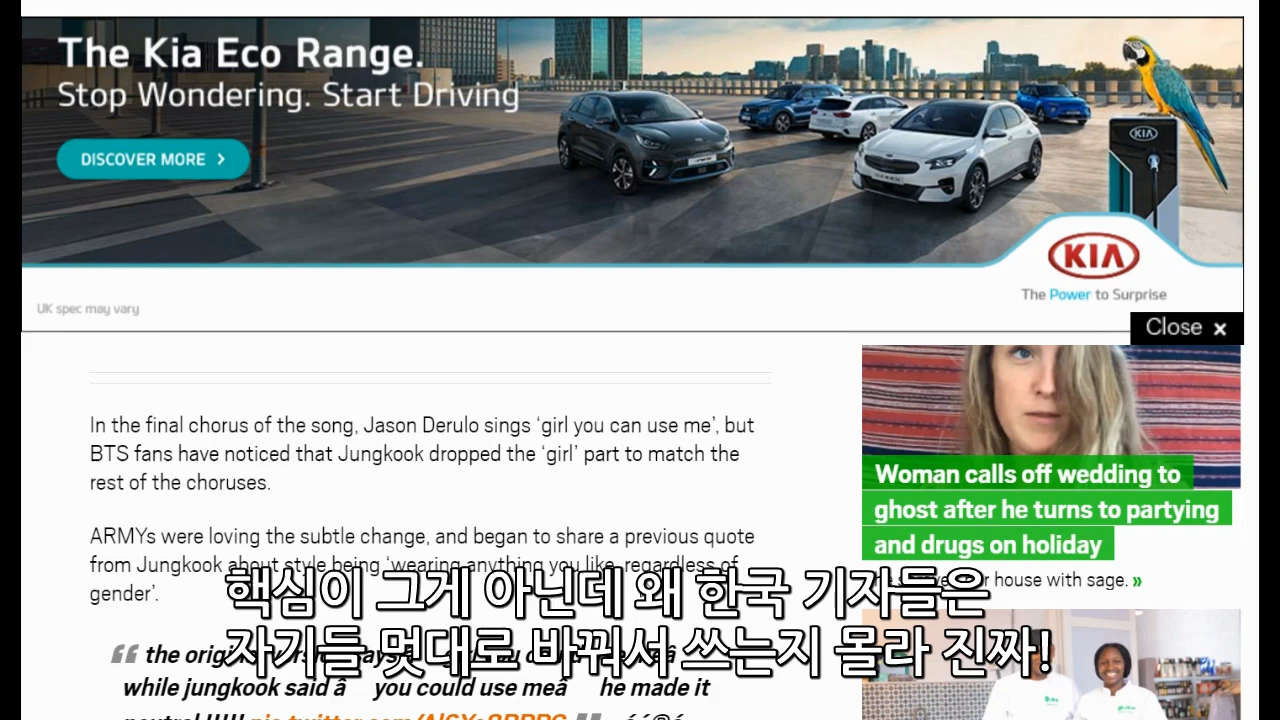 The Kia Eco Range.
Stop Wondering. Start Driving
DISCOVER MORE >
KIA
KIA
The Power to Surprise
UK spec may vary
Close ×
In the final chorus of the song, Jason Derulo sings ‘girl you can use me’, but
BTS fans have noticed that Jungkook dropped the ‘girl’ part to match the
rest of the choruses.
ARMYs were loving the subtle change, and began to share a previous quote
from Jungkook about style being ‘wearing anything you like, regardless of
gender’.
Woman calls off wedding to
ghost after he turns to partying
and drugs on holiday
house with sage. »
핵심이 그게 아닌데 왜 한국 기자들은
자기들 멋대로 바꿔서 쓰는지 몰라 진짜!
“ the
while jungkook said â you could use meâ he made it